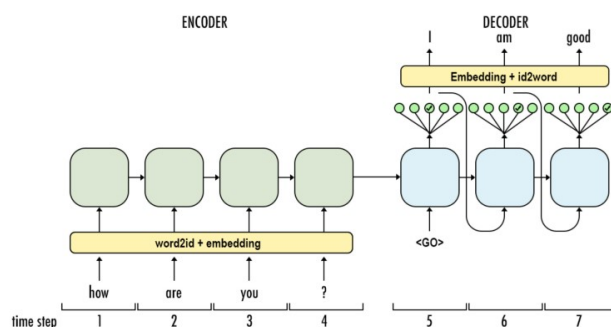 ENCODER DECODER
I am good
Embedding + id2word
word2id + embedding
<GO>
how are you ?
time step 1 2 3 4 5 6 7